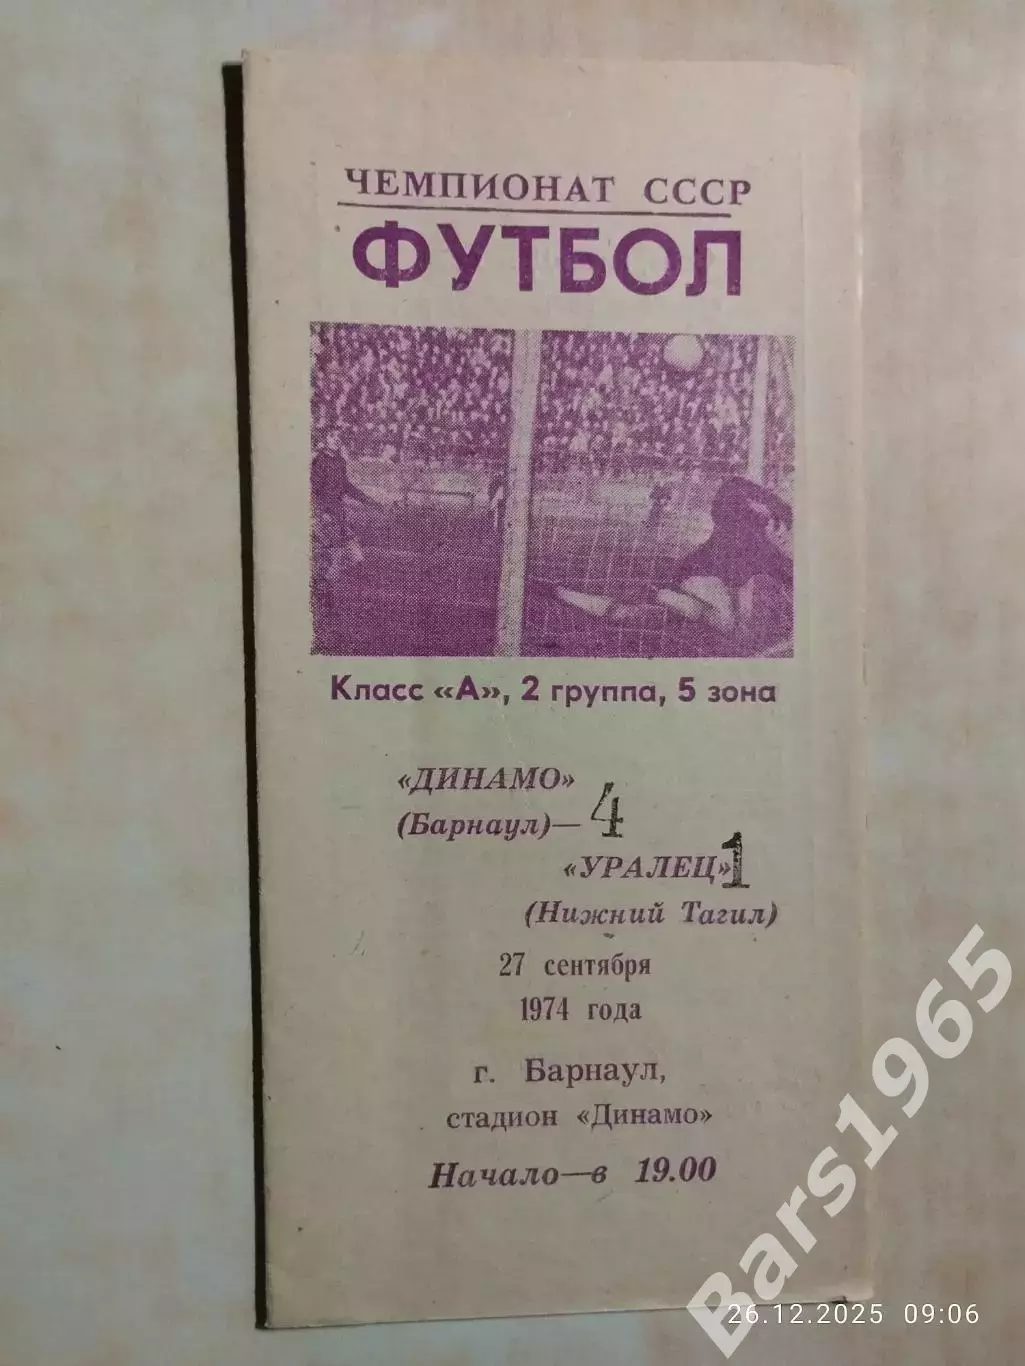 ЧЕМПИОНАТ СССР
ФУТБОЛ
Класс «А», 2 группа, 5 зона
«ДИНАМО»
(Барнаул)— 4
«УРАЛЕЦ» 1
(Нижний Тагил)
27 сентября
1974 года
г. Барнаул,
стадион «Динамо»
Начало—в 19.00
Bars1965
26.12.2025 09:06